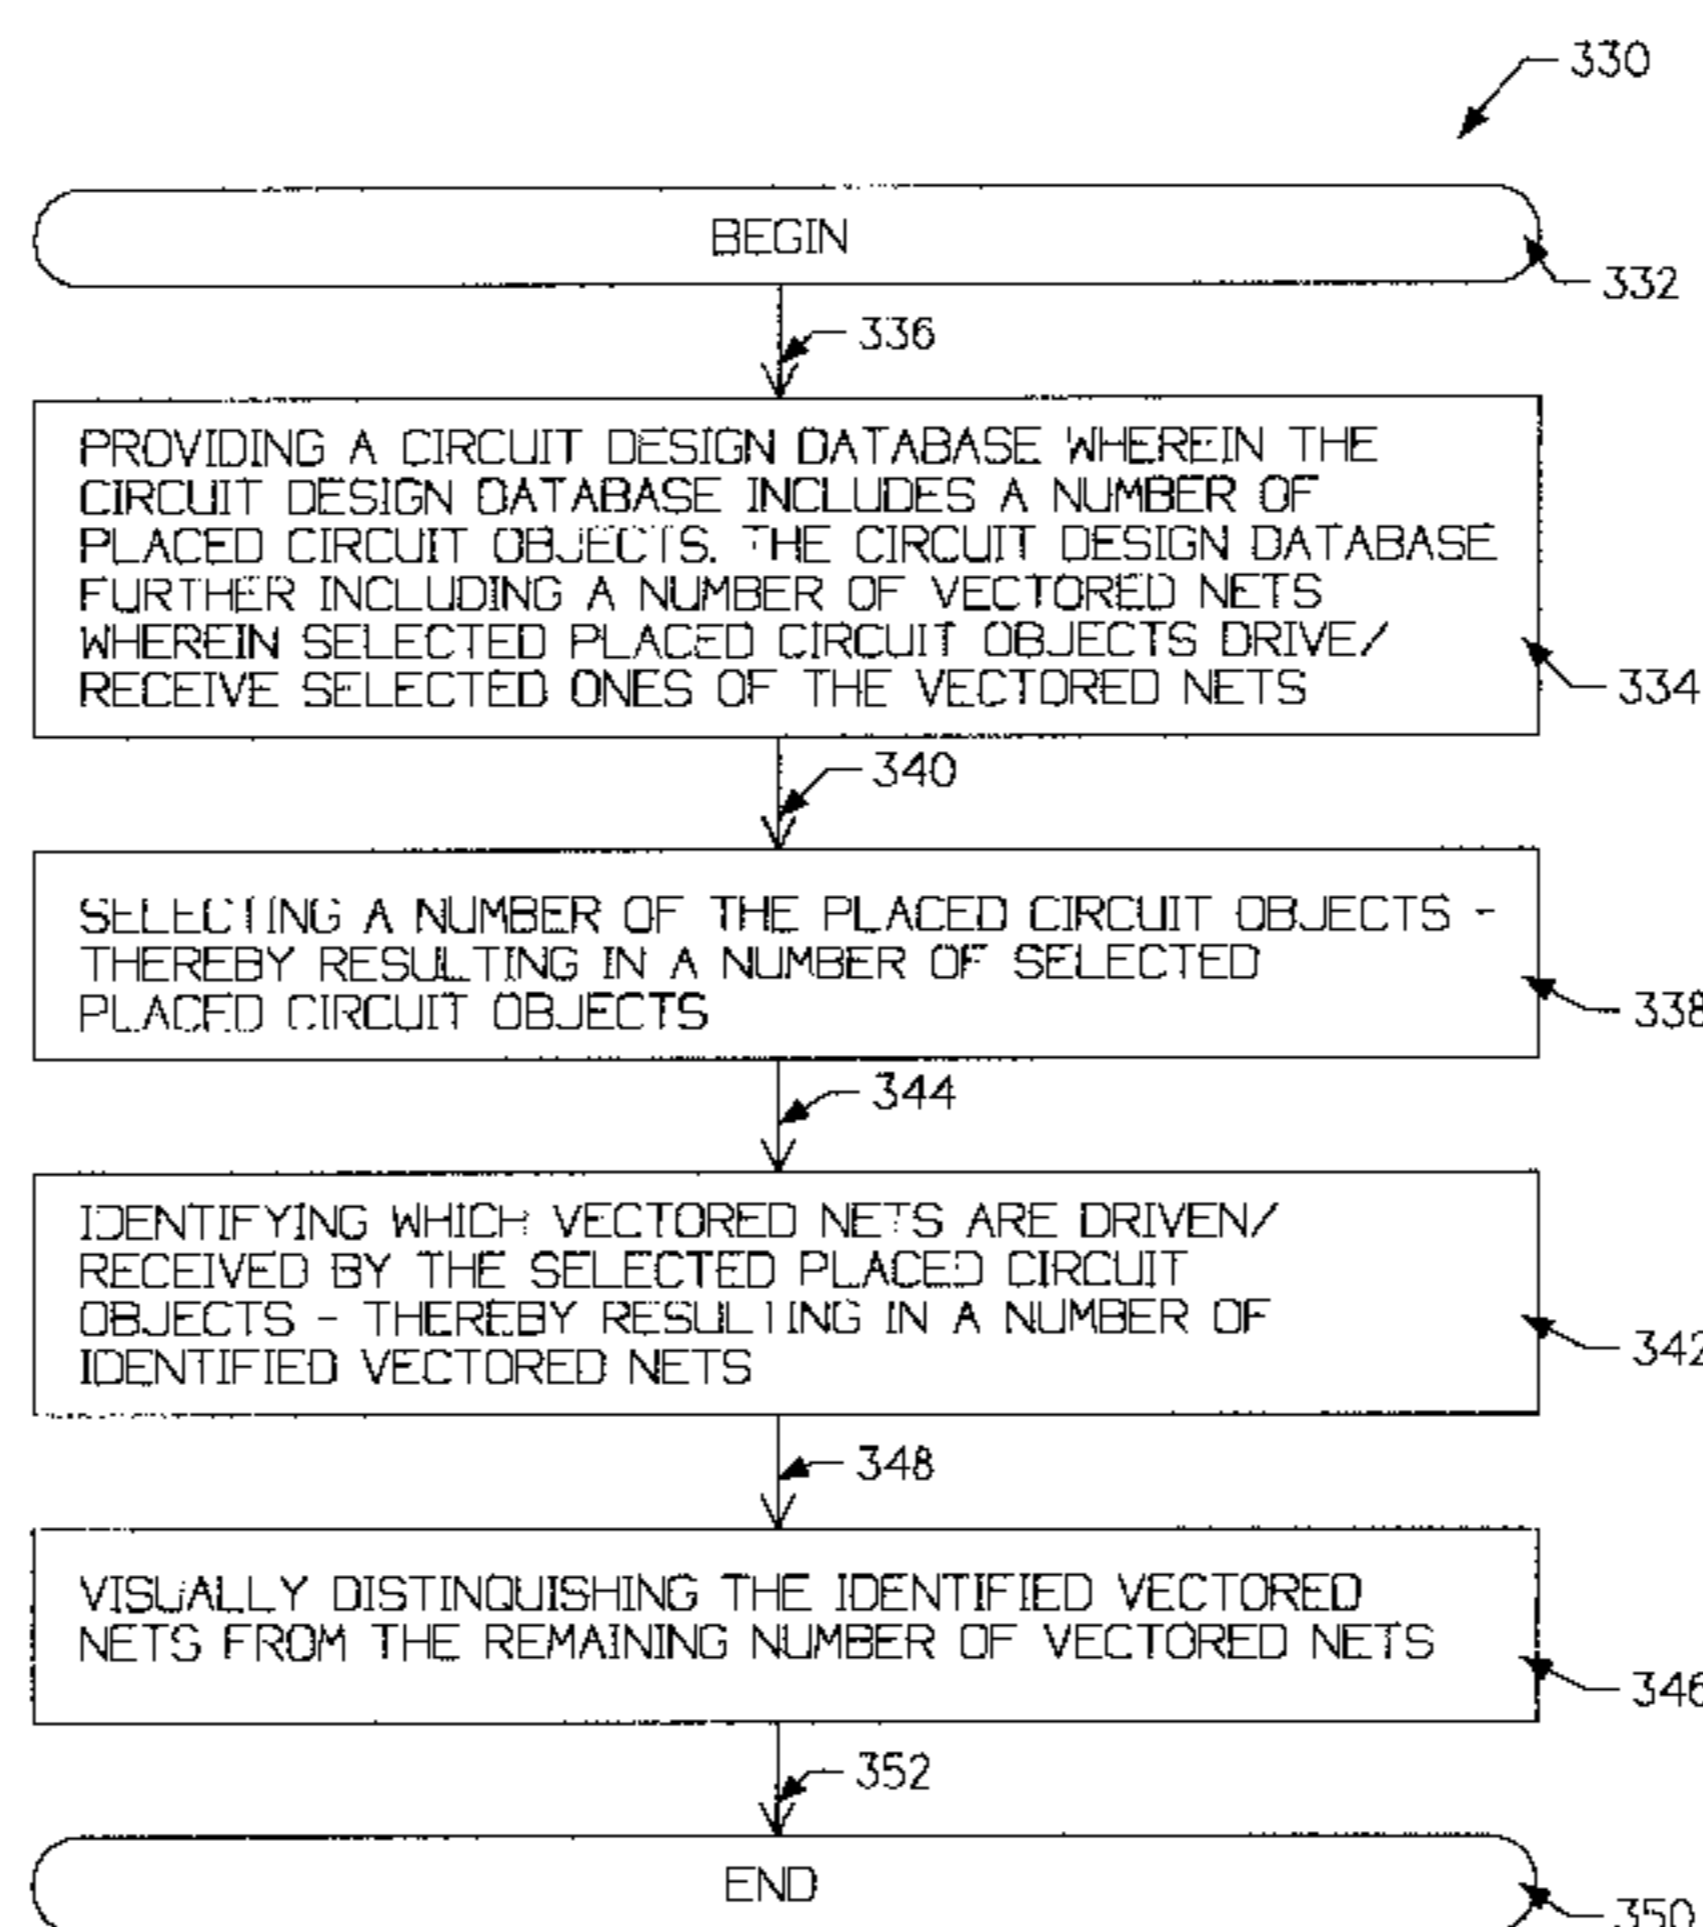 330
BEGIN
332
336
PROVIDING A CIRCUIT DESIGN DATABASE WHEREIN THE
CIRCUIT DESIGN DATABASE INCLUDES A NUMBER OF
PLACED CIRCUIT OBJECTS. THE CIRCUIT DESIGN DATABASE
FURTHER INCLUDING A NUMBER OF VECTORED NETS
WHEREIN SELECTED PLACED CIRCUIT OBJECTS DRIVE/
RECEIVE SELECTED ONES OF THE VECTORED NETS
334
340
SELECTING A NUMBER OF THE PLACED CIRCUIT OBJECTS -
THEREBY RESULTING IN A NUMBER OF SELECTED
PLACED CIRCUIT OBJECTS
338
344
IDENTIFYING WHICH VECTORED NETS ARE DRIVEN/
RECEIVED BY THE SELECTED PLACED CIRCUIT
OBJECTS - THEREBY RESULTING IN A NUMBER OF
IDENTIFIED VECTORED NETS
342
348
VISUALLY DISTINQUISHING THE IDENTIFIED VECTORED
NETS FROM THE REMAINING NUMBER OF VECTORED NETS
346
352
END
350